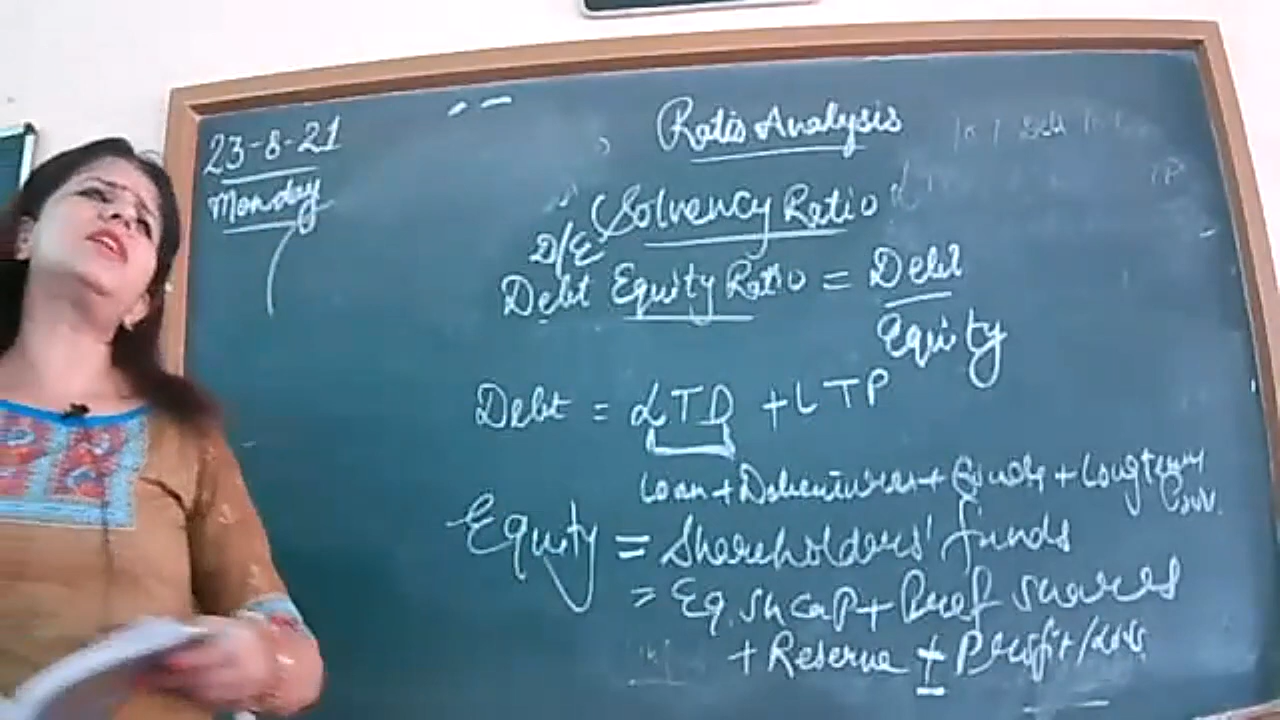 23-8-21
Monday
Ratio Analysis
Solvency Ratio
D/E
Debt Equity Ratio = Debt
Equity
Debt = LTD + LTP
Loan + Debentures + Bonds + Long term
Equity = Shareholders' funds
= Eq. sh cap + Pref shares
+ Reserve ± Profit/Loss